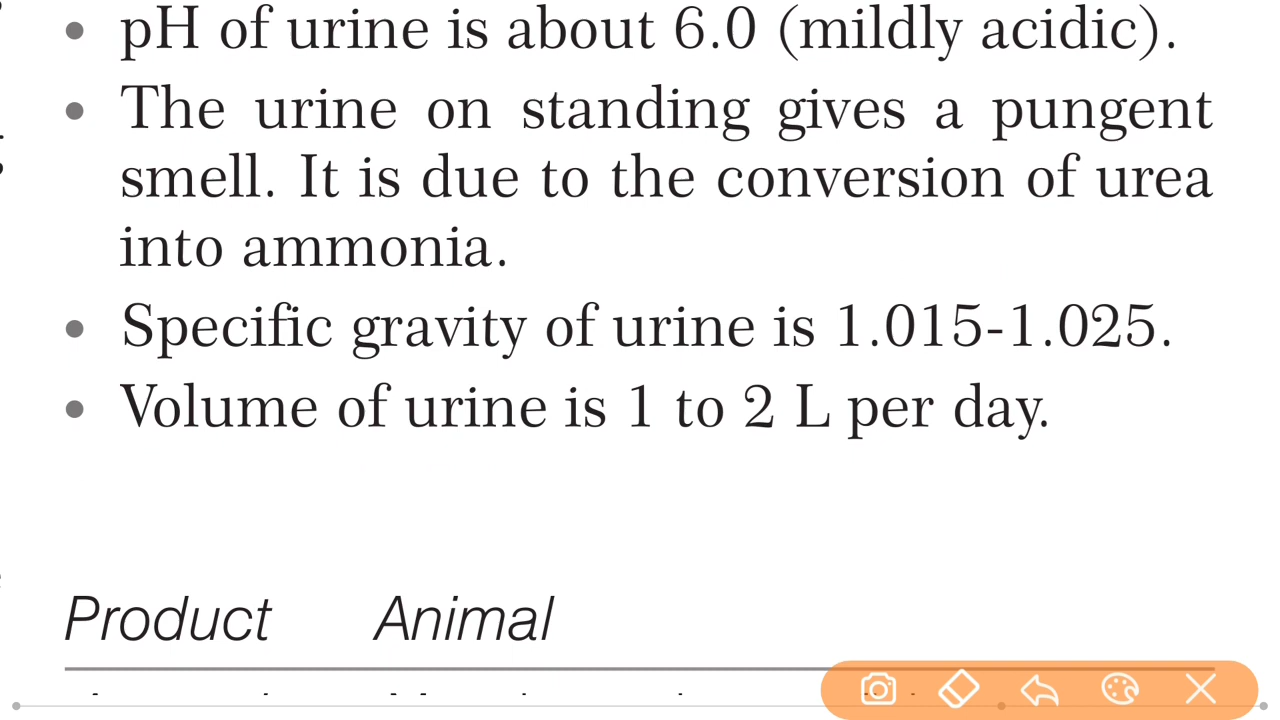 • pH of urine is about 6.0 (mildly acidic).
• The urine on standing gives a pungent
smell. It is due to the conversion of urea
into ammonia.
• Specific gravity of urine is 1.015-1.025.
• Volume of urine is 1 to 2 L per day.
Product Animal